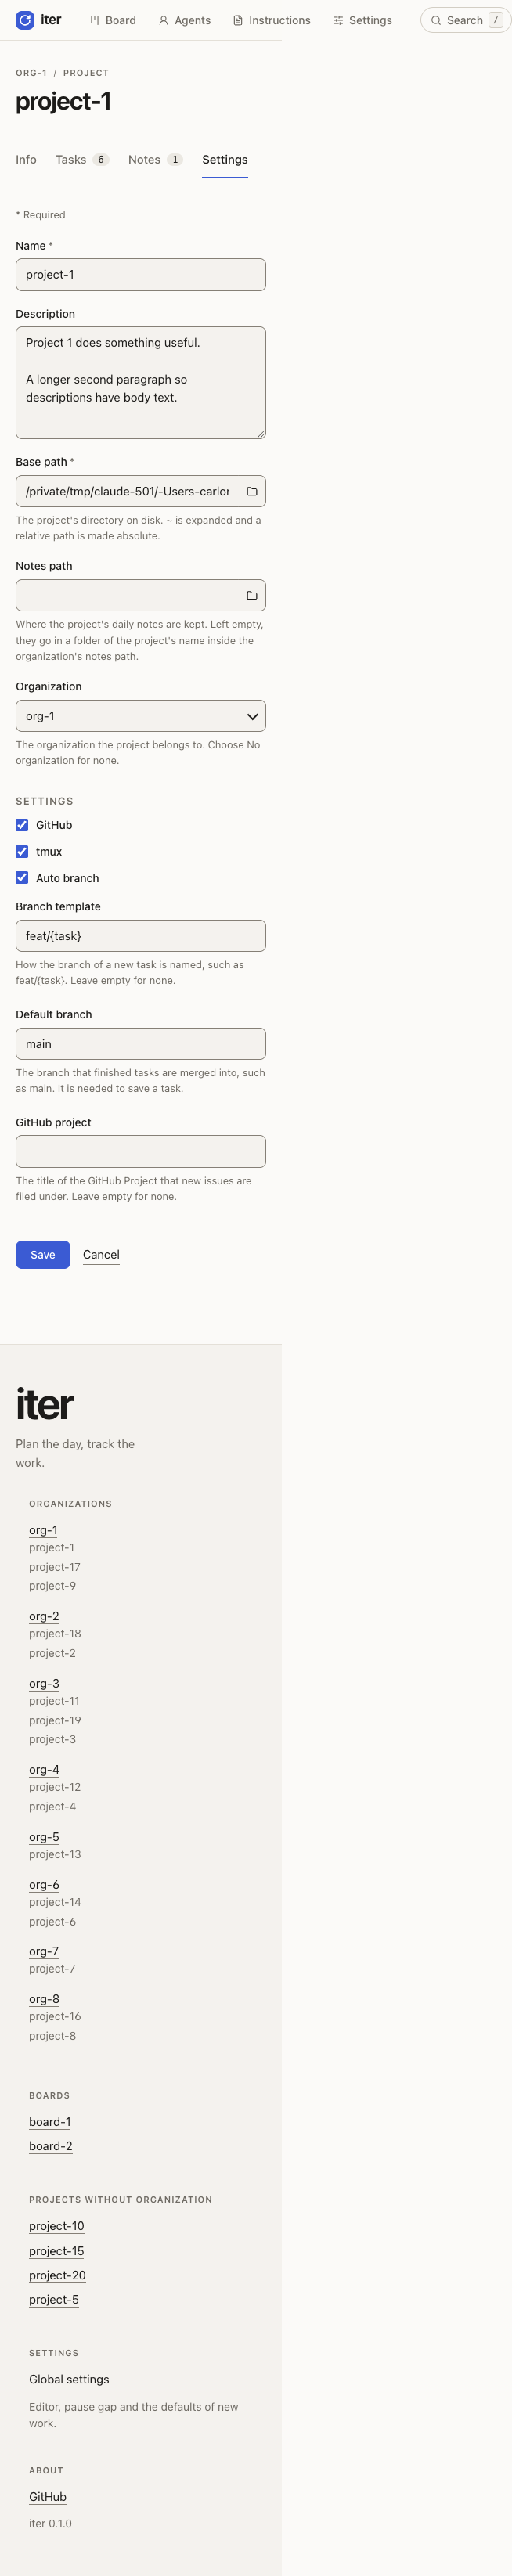 iter Board Agents Instructions Settings Search /
ORG-1 / PROJECT
project-1
Info Tasks 6 Notes 1 Settings
* Required
Name *
project-1
Description
Project 1 does something useful.
A longer second paragraph so
descriptions have body text.
Base path *
/private/tmp/claude-501/-Users-carlor
The project's directory on disk. ~ is expanded and a
relative path is made absolute.
Notes path
Where the project's daily notes are kept. Left empty,
they go in a folder of the project's name inside the
organization's notes path.
Organization
org-1
The organization the project belongs to. Choose No
organization for none.
SETTINGS
GitHub
tmux
Auto branch
Branch template
feat/{task}
How the branch of a new task is named, such as
feat/{task}. Leave empty for none.
Default branch
main
The branch that finished tasks are merged into, such
as main. It is needed to save a task.
GitHub project
The title of the GitHub Project that new issues are
filed under. Leave empty for none.
Save Cancel
iter
Plan the day, track the
work.
ORGANIZATIONS
org-1
project-1
project-17
project-9
org-2
project-18
project-2
org-3
project-11
project-19
project-3
org-4
project-12
project-4
org-5
project-13
org-6
project-14
project-6
org-7
project-7
org-8
project-16
project-8
BOARDS
board-1
board-2
PROJECTS WITHOUT ORGANIZATION
project-10
project-15
project-20
project-5
SETTINGS
Global settings
Editor, pause gap and the defaults of new
work.
ABOUT
GitHub
iter 0.1.0